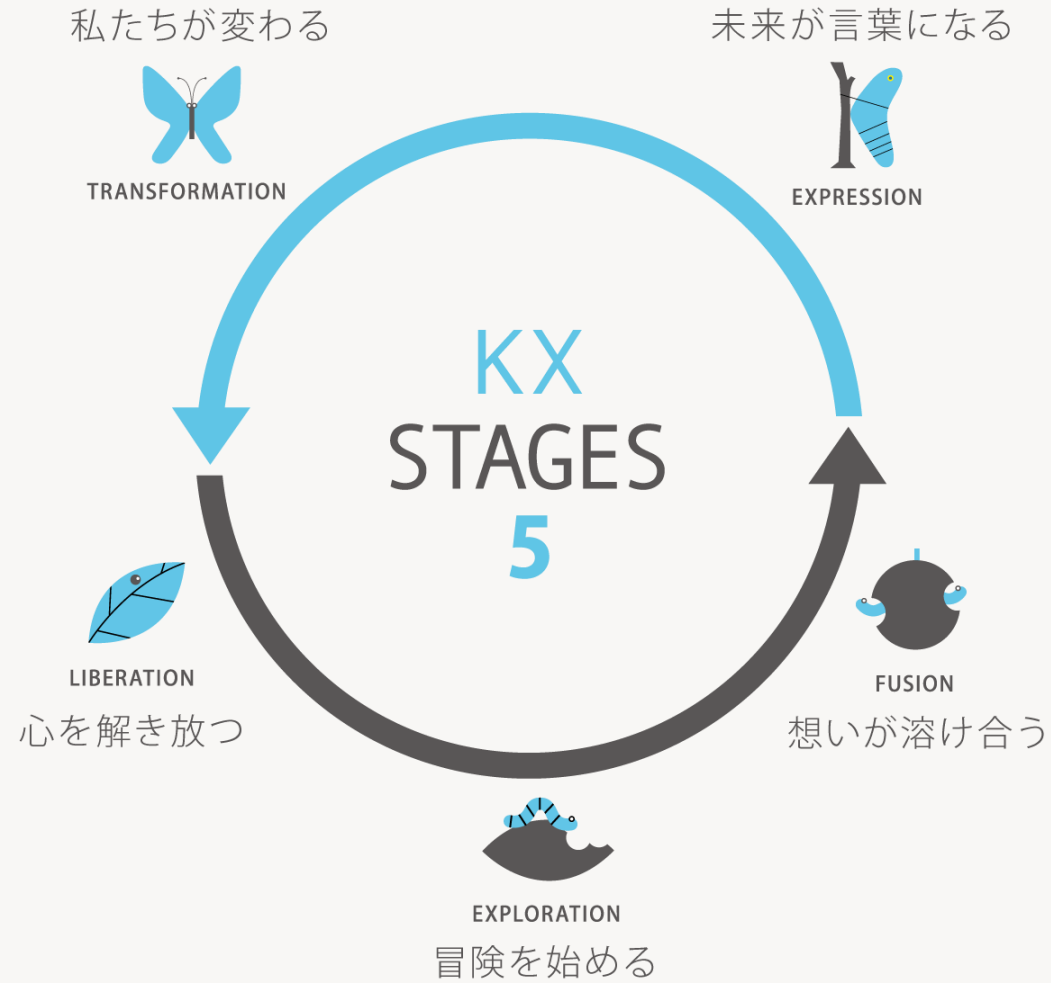 私たちが変わる
未来が言葉になる
TRANSFORMATION
EXPRESSION
KX
STAGES
5
LIBERATION
心を解き放つ
FUSION
想いが溶け合う
EXPLORATION
冒険を始める